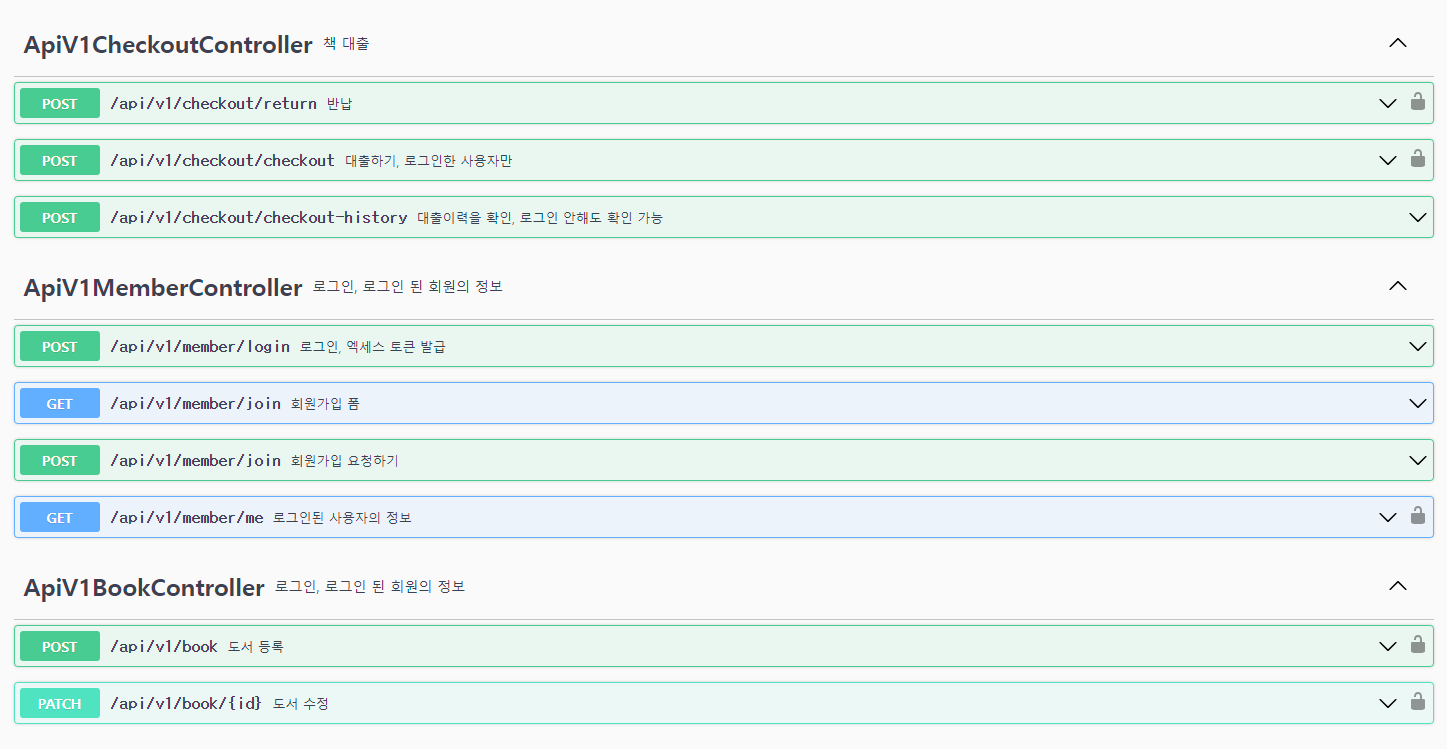 ApiV1CheckoutController 책 대출
POST /api/v1/checkout/return 반납
POST /api/v1/checkout/checkout 대출하기, 로그인한 사용자만
POST /api/v1/checkout/checkout-history 대출이력을 확인, 로그인 안해도 확인 가능
ApiV1MemberController 로그인, 로그인 된 회원의 정보
POST /api/v1/member/login 로그인, 엑세스 토큰 발급
GET /api/v1/member/join 회원가입 폼
POST /api/v1/member/join 회원가입 요청하기
GET /api/v1/member/me 로그인된 사용자의 정보
ApiV1BookController 로그인, 로그인 된 회원의 정보
POST /api/v1/book 도서 등록
PATCH /api/v1/book/{id} 도서 수정